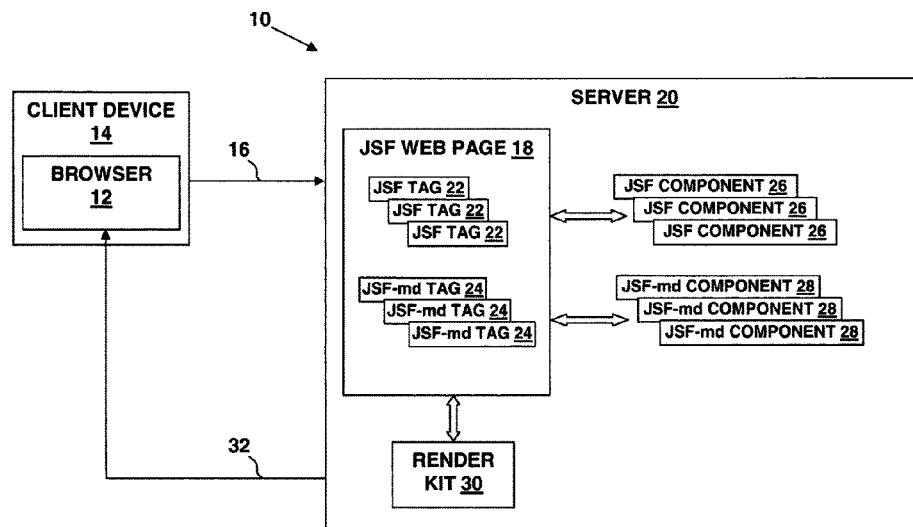 10
CLIENT DEVICE
14
BROWSER
12
16
32
SERVER 20
JSF WEB PAGE 18
JSF TAG 22
JSF TAG 22
JSF TAG 22
JSF-md TAG 24
JSF-md TAG 24
JSF-md TAG 24
JSF COMPONENT 26
JSF COMPONENT 26
JSF COMPONENT 26
JSF-md COMPONENT 28
JSF-md COMPONENT 28
JSF-md COMPONENT 28
RENDER
KIT 30